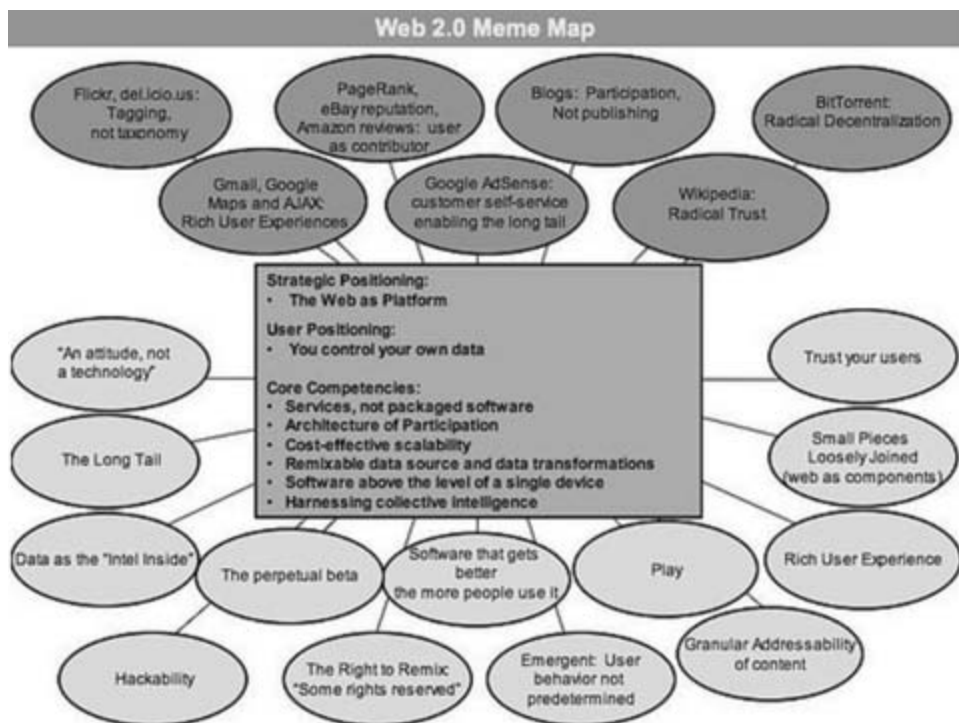 Web 2.0 Meme Map
Flickr, del.icio.us:
Tagging,
not taxonomy
PageRank,
eBay reputation,
Amazon reviews: user
as contributor
Blogs: Participation,
Not publishing
BitTorrent:
Radical Decentralization
Gmail, Google
Maps and AJAX:
Rich User Experiences
Google AdSense:
customer self-service
enabling the long tail
Wikipedia:
Radical Trust
Strategic Positioning:
• The Web as Platform
User Positioning:
• You control your own data
Core Competencies:
• Services, not packaged software
• Architecture of Participation
• Cost-effective scalability
• Remixable data source and data transformations
• Software above the level of a single device
• Harnessing collective intelligence
"An attitude, not
a technology"
Trust your users
The Long Tail
Small Pieces
Loosely Joined
(web as components)
Data as the "Intel Inside"
The perpetual beta
Software that gets
better
the more people use it
Play
Rich User Experience
Hackability
The Right to Remix:
"Some rights reserved"
Emergent: User
behavior not
predetermined
Granular Addressability
of content